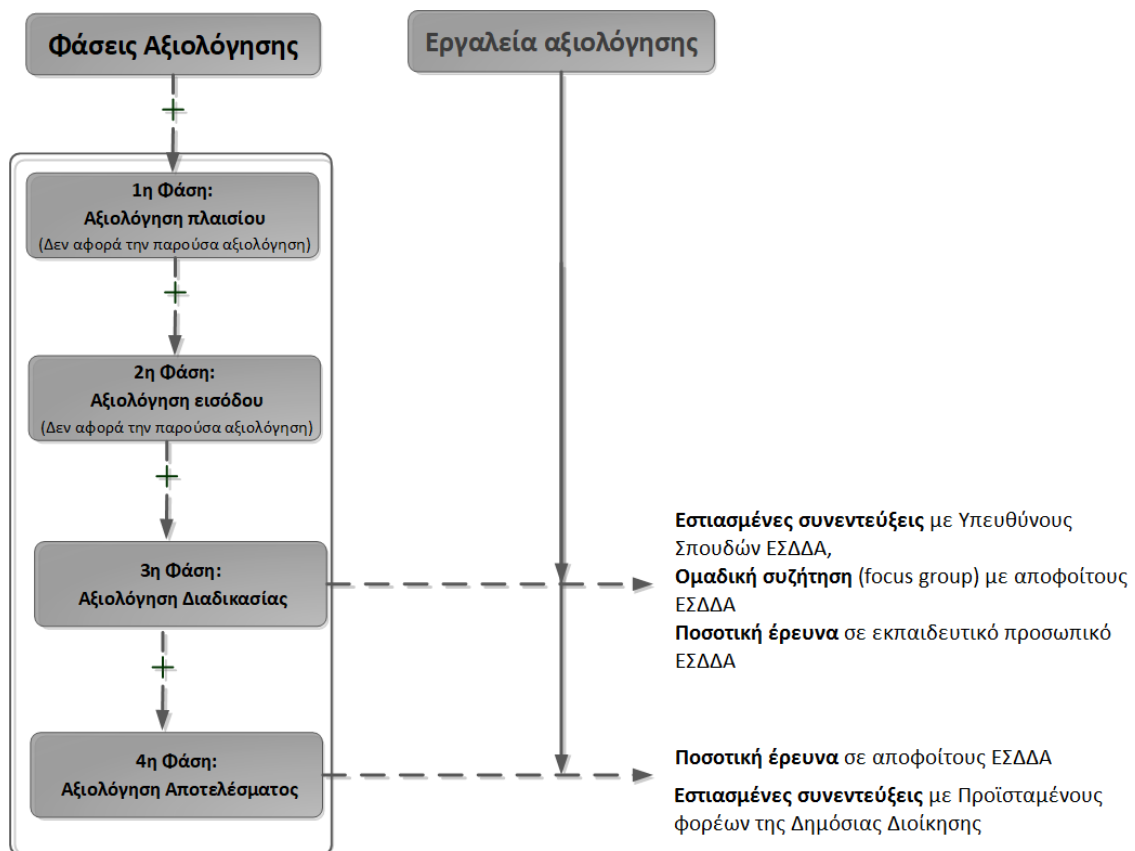 Φάσεις Αξιολόγησης
Εργαλεία αξιολόγησης
1η Φάση:
Αξιολόγηση πλαισίου
(Δεν αφορά την παρούσα αξιολόγηση)
2η Φάση:
Αξιολόγηση εισόδου
(Δεν αφορά την παρούσα αξιολόγηση)
3η Φάση:
Αξιολόγηση Διαδικασίας
Εστιασμένες συνεντεύξεις με Υπευθύνους
Σπουδών ΕΣΔΔΑ,
Ομαδική συζήτηση (focus group) με αποφοίτους
ΕΣΔΔΑ
Ποσοτική έρευνα σε εκπαιδευτικό προσωπικό
ΕΣΔΔΑ
4η Φάση:
Αξιολόγηση Αποτελέσματος
Ποσοτική έρευνα σε αποφοίτους ΕΣΔΔΑ
Εστιασμένες συνεντεύξεις με Προϊσταμένους
φορέων της Δημόσιας Διοίκησης